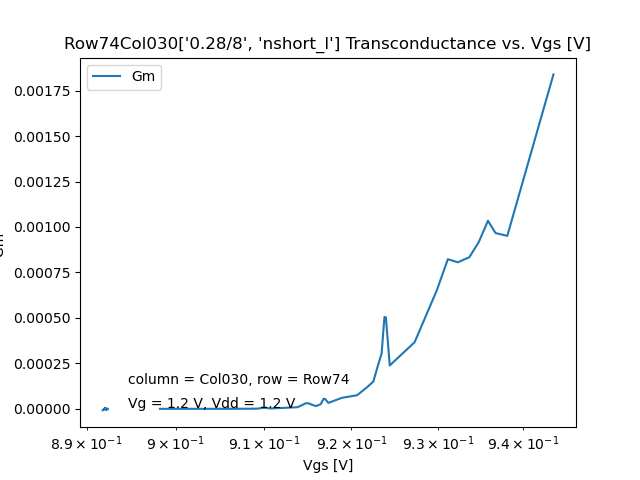 Row74Col030['0.28/8', 'nshort_l'] Transconductance vs. Vgs [V]
Gm
0.00175
0.00150
0.00125
0.00100
0.00075
0.00050
0.00025
0.00000
Gm
column = Col030, row = Row74
Vg = 1.2 V, Vdd = 1.2 V
8.9 × 10⁻¹ 9 × 10⁻¹ 9.1 × 10⁻¹ 9.2 × 10⁻¹ 9.3 × 10⁻¹ 9.4 × 10⁻¹
Vgs [V]